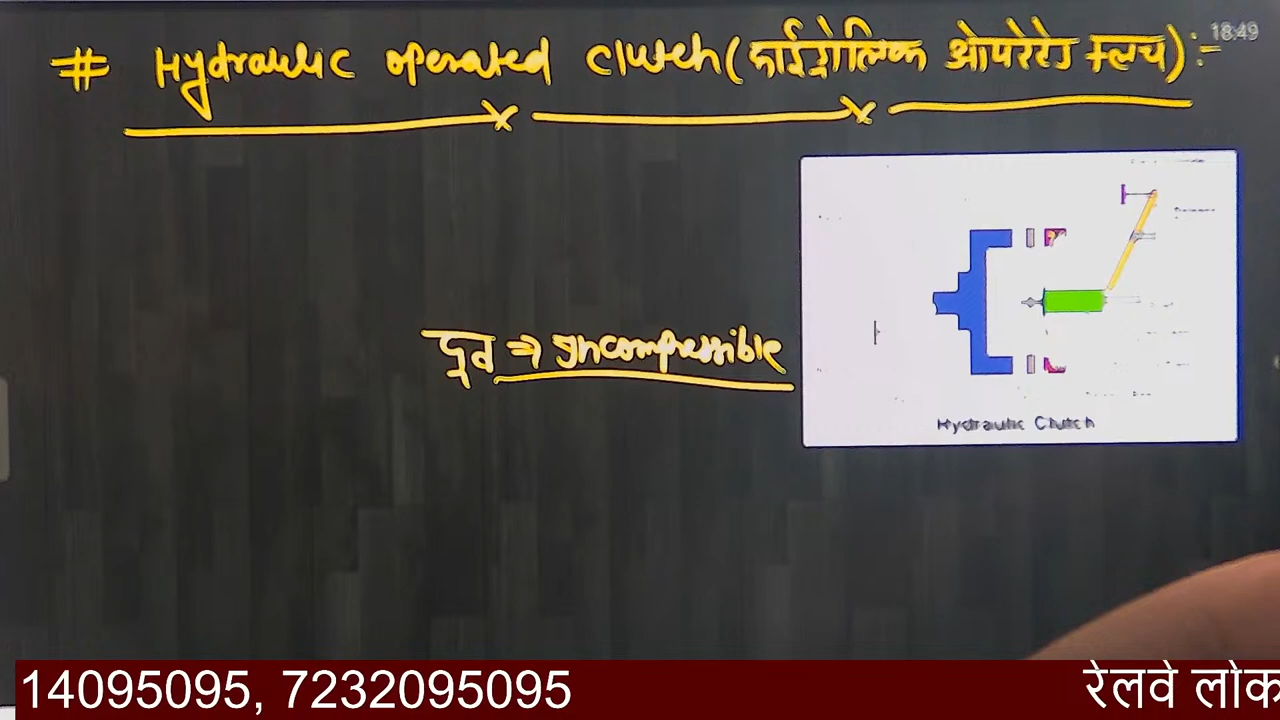 # Hydraulic operated Clutch (हाईड्रोलिक ओपरेटेड क्लच) :-
18:49
द्रव ⇒ Incompressible
Hydraulic Clutch
14095095, 7232095095
रेलवे लोक